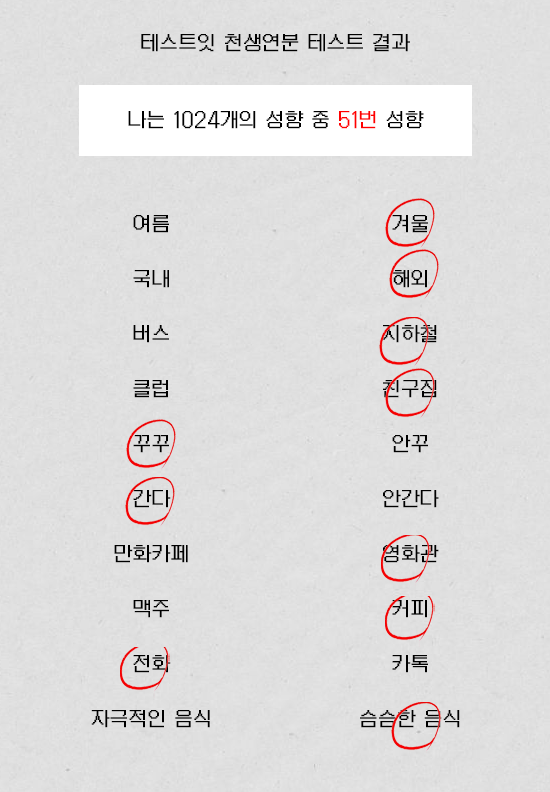 테스트잇 천생연분 테스트 결과
나는 1024개의 성향 중 51번 성향
여름 겨울
국내 해외
버스 지하철
클럽 친구집
꾸꾸 안꾸
간다 안간다
만화카페 영화관
맥주 커피
전화 카톡
자극적인 음식 슴슴한 음식